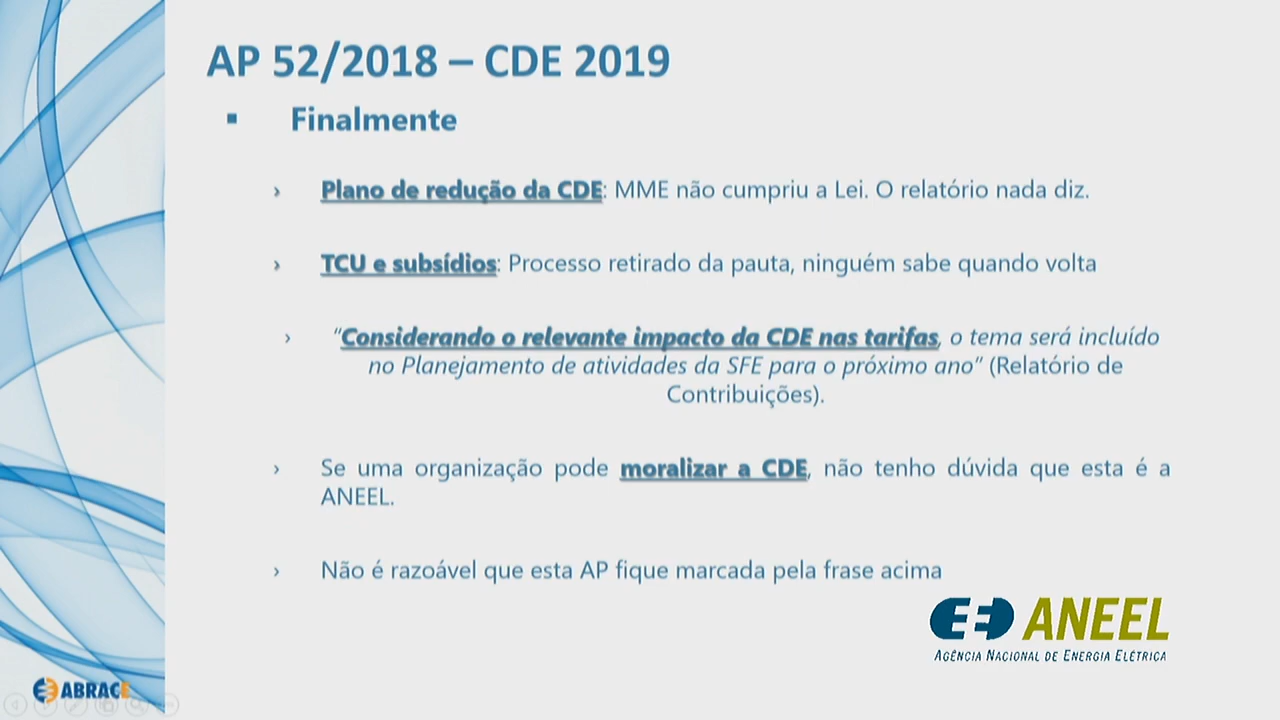 AP 52/2018 – CDE 2019
▪ Finalmente
› Plano de redução da CDE: MME não cumpriu a Lei. O relatório nada diz.
› TCU e subsídios: Processo retirado da pauta, ninguém sabe quando volta
› “Considerando o relevante impacto da CDE nas tarifas, o tema será incluído
no Planejamento de atividades da SFE para o próximo ano” (Relatório de
Contribuições).
› Se uma organização pode moralizar a CDE, não tenho dúvida que esta é a
ANEEL.
› Não é razoável que esta AP fique marcada pela frase acima
ANEEL
AGÊNCIA NACIONAL DE ENERGIA ELÉTRICA
ABRACE